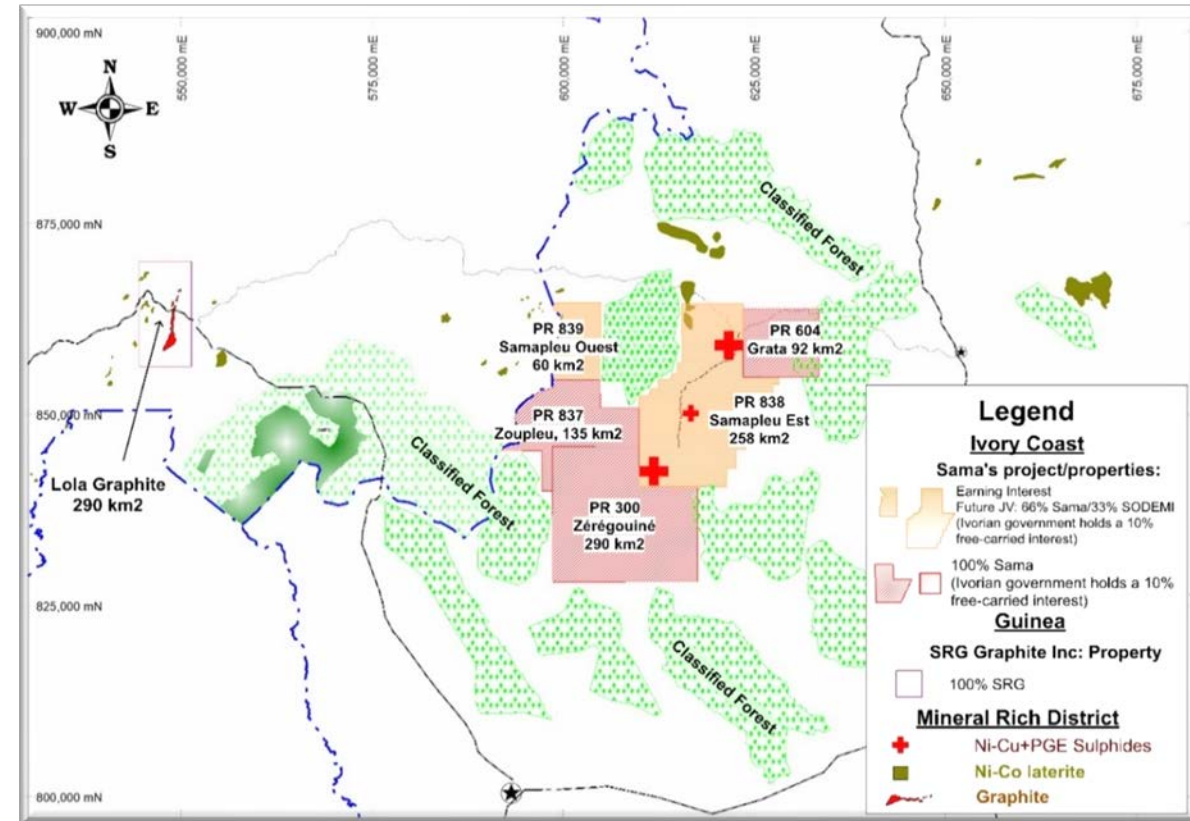 900,000 mN
550,000 mE
575,000 mE
600,000 mE
625,000 mE
650,000 mE
675,000 mE
N
W E
S
Classified Forest
875,000 mN
PR 839
Samapleu Ouest
60 km2
PR 604
Grata 92 km2
850,000 mN
PR 837
Zoupleu, 135 km2
PR 838
Samapleu Est
258 km2
Lola Graphite
290 km2
Classified Forest
PR 300
Zérégouiné
290 km2
825,000 mN
Classified Forest
800,000 mN
Legend
Ivory Coast
Sama's project/properties:
Earning Interest
Future JV: 66% Sama/33% SODEMI
(Ivorian government holds a 10%
free-carried interest)
100% Sama
(Ivorian government holds a 10%
free-carried interest)
Guinea
SRG Graphite Inc: Property
100% SRG
Mineral Rich District
Ni-Cu+PGE Sulphides
Ni-Co laterite
Graphite